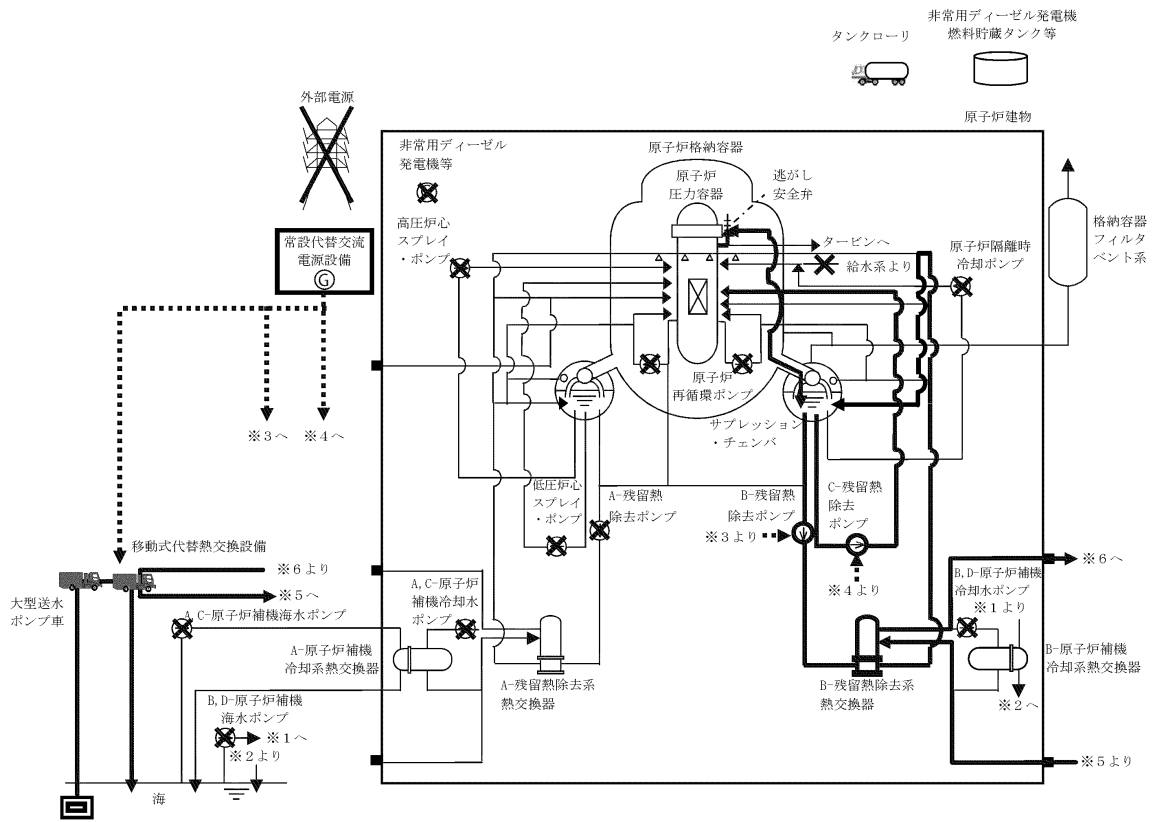 非常用ディーゼル発電機
燃料貯蔵タンク等
タンクローリ
外部電源
原子炉建物
非常用ディーゼル
発電機等
原子炉格納容器
原子炉
圧力容器
逃がし
安全弁
高圧炉心
スプレイ
・ポンプ
常設代替交流
電源設備
G
タービンへ
給水系より
原子炉隔離時
冷却ポンプ
格納容器
フィルタ
ベント系
原子炉
再循環ポンプ
サプレッション
・チェンバ
※3へ
※4へ
低圧炉心
スプレイ
・ポンプ
A-残留熱
除去ポンプ
B-残留熱
除去ポンプ
C-残留熱
除去
ポンプ
※3より
※4より
移動式代替熱交換設備
※6より
※5へ
大型送水
ポンプ車
A,C-原子炉補機海水ポンプ
A,C-原子炉
補機冷却水
ポンプ
A-原子炉補機
冷却系熱交換器
A-残留熱除去系
熱交換器
B-残留熱除去系
熱交換器
※6へ
B,D-原子炉補機
冷却水ポンプ
※1より
B-原子炉補機
冷却系熱交換器
※2へ
B,D-原子炉補機
海水ポンプ
※1へ
※2より
※5より
海